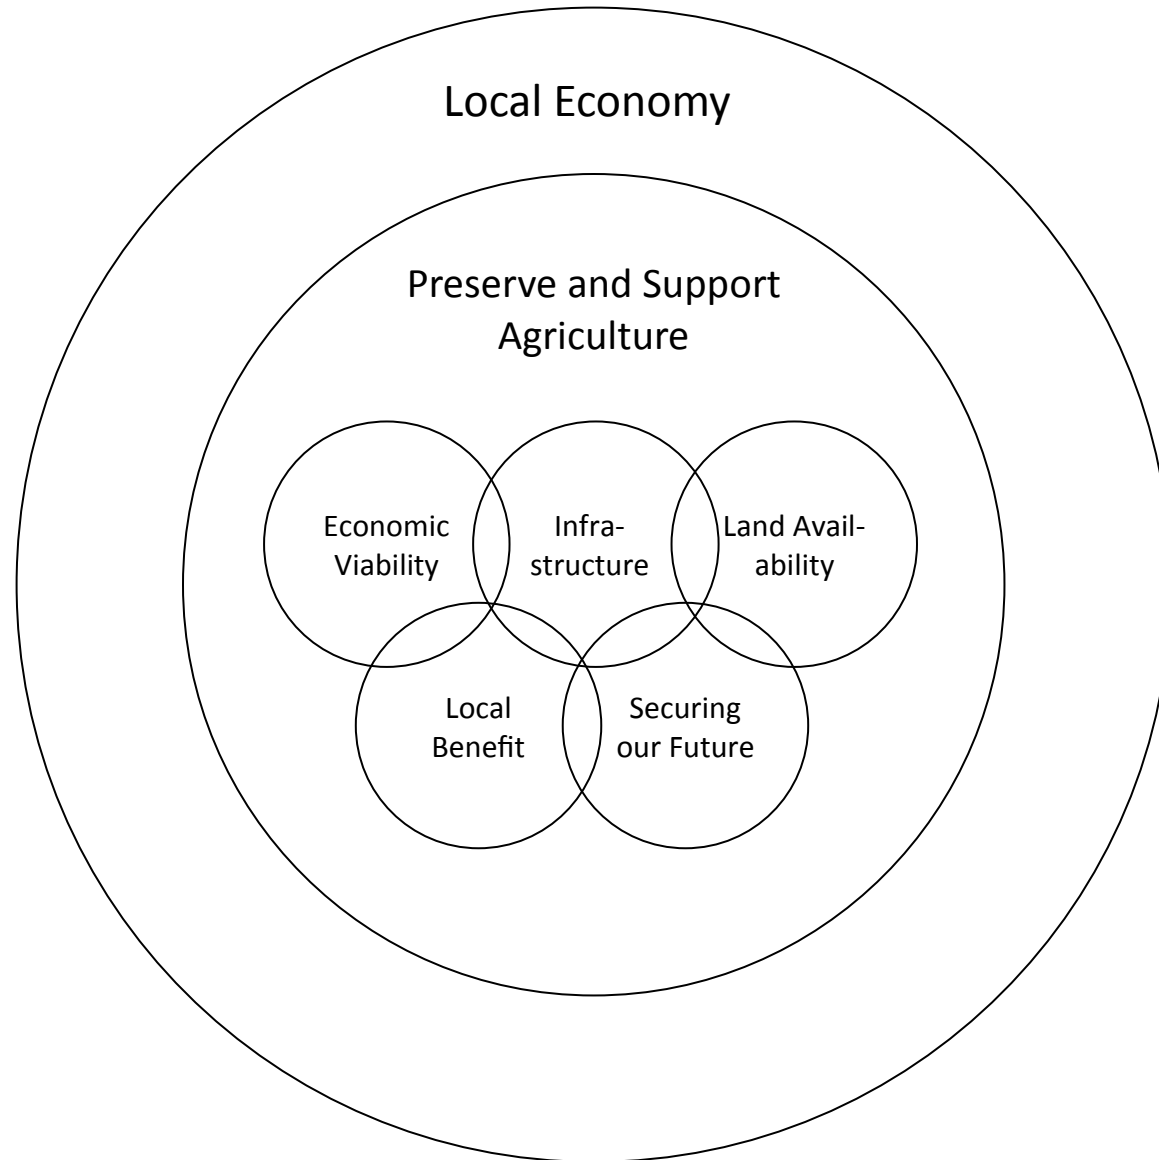 Local Economy
Preserve and Support
Agriculture
Economic
Viability
Infra-
structure
Land Avail-
ability
Local
Benefit
Securing
our Future